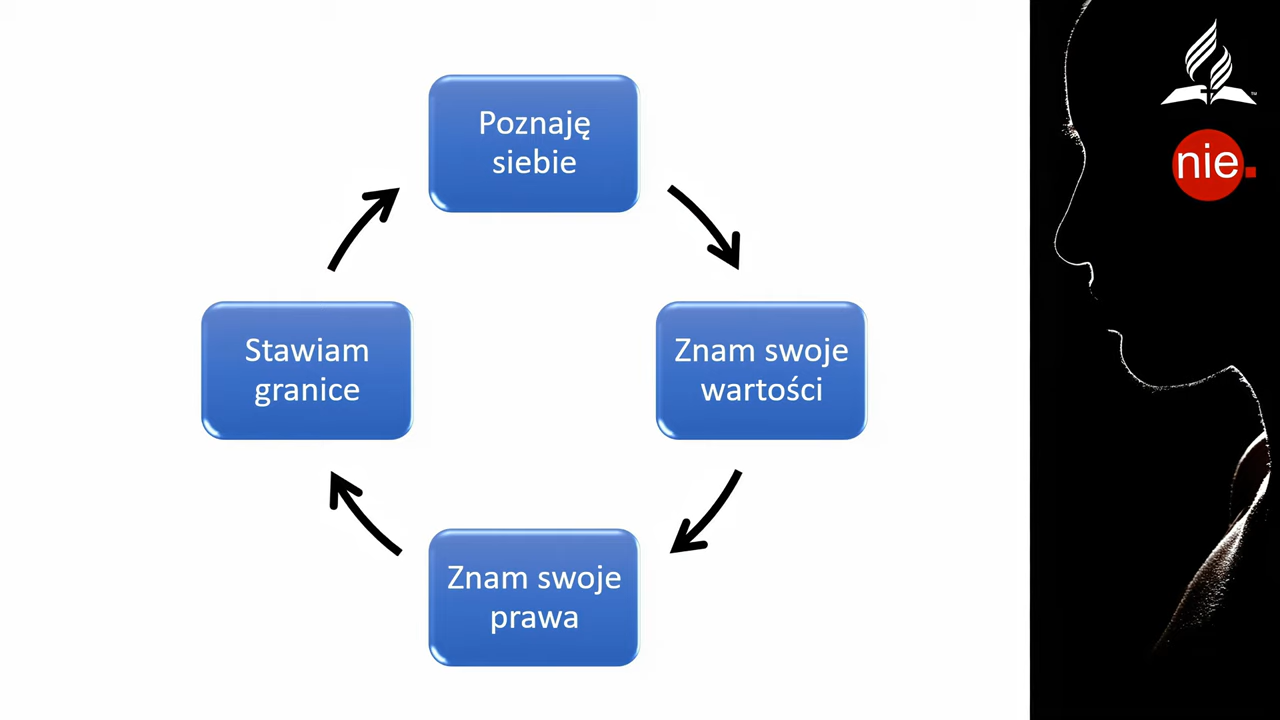 Poznaję
siebie
Znam swoje
wartości
Znam swoje
prawa
Stawiam
granice
nie.